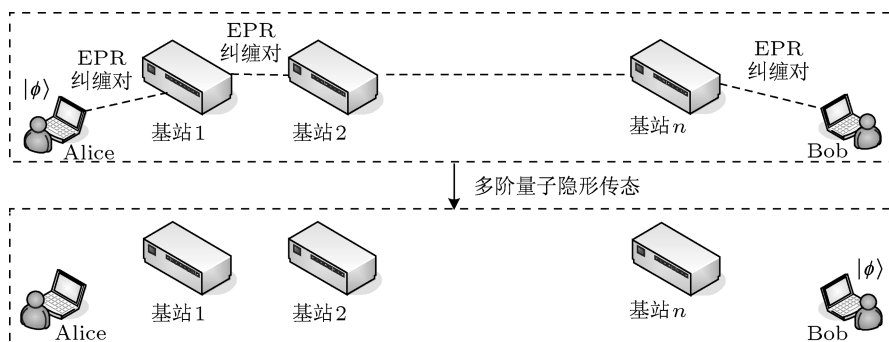 EPR
纠缠对
EPR
纠缠对
EPR
纠缠对
|ϕ⟩
Alice
基站1
基站2
基站n
Bob
多阶量子隐形传态
Alice
基站1
基站2
基站n
|ϕ⟩
Bob